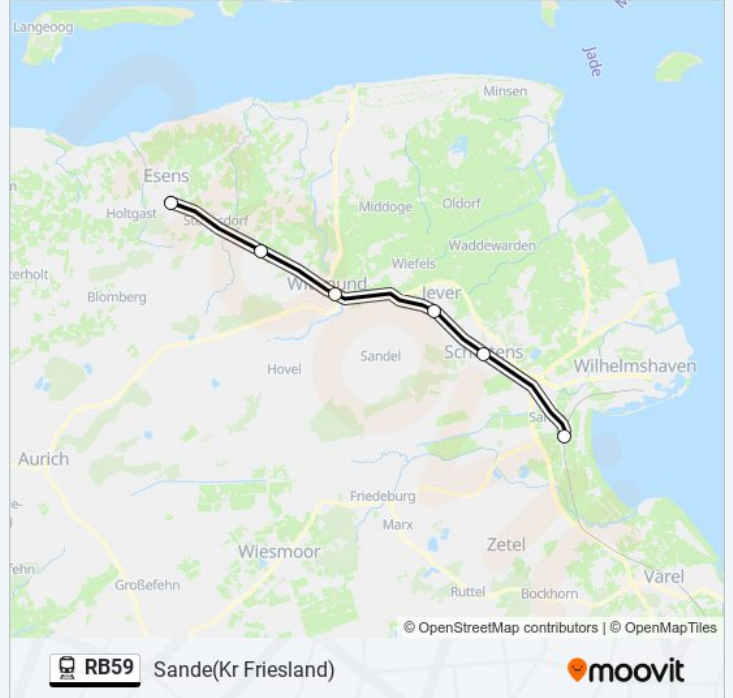 Langeoog
Jade
Minsen
Esens
Holtgast
Middoge
Oldorf
Waddewarden
Wiefels
Blomberg
Jever
Sandel
Hovel
Wilhelmshaven
Aurich
Friedeburg
Marx
Wiesmoor
Zetel
Großefehn
Ruttel
Bockhorn
Varel
© OpenStreetMap contributors | © OpenMapTiles
RB59 Sande(Kr Friesland)
moovit